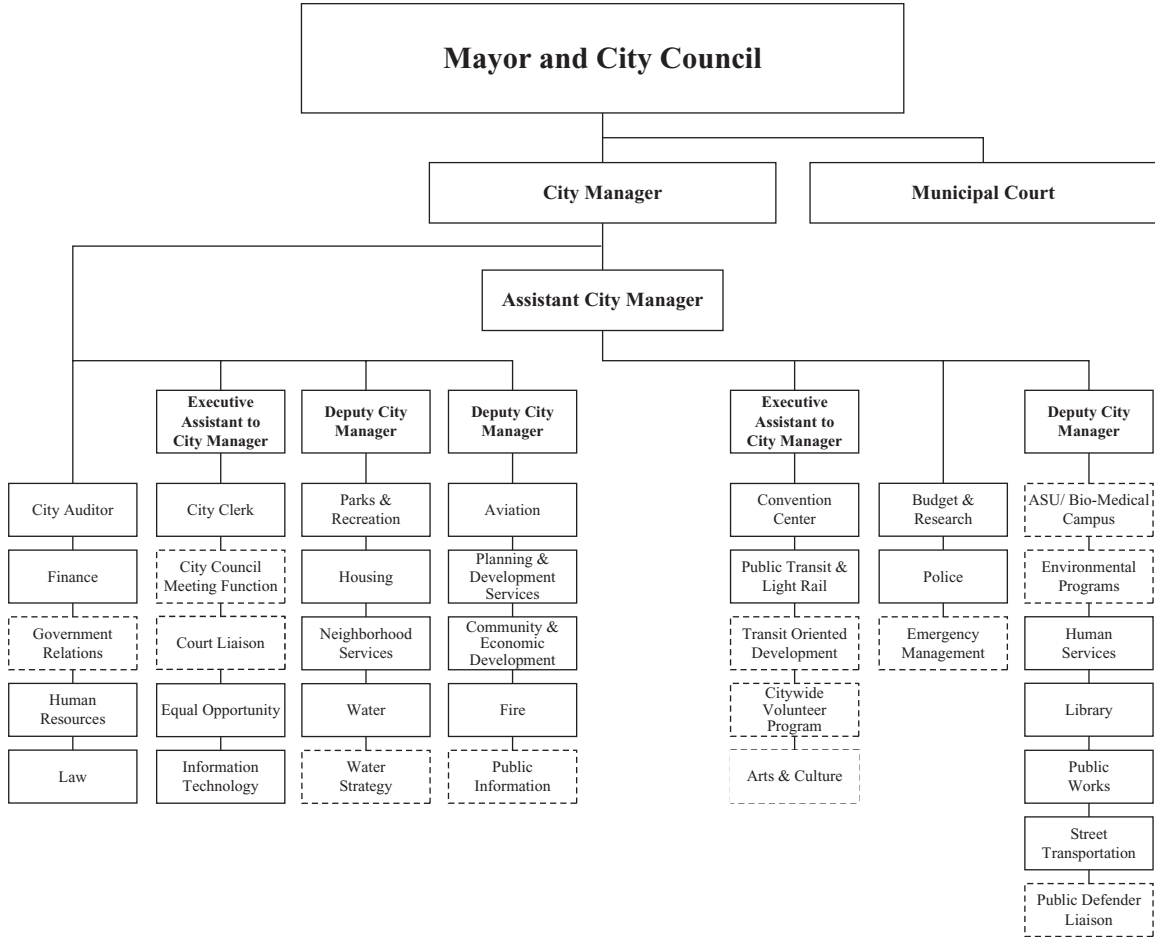 Mayor and City Council
City Manager
Municipal Court
Assistant City Manager
Executive
Assistant to
City Manager
Deputy City
Manager
Deputy City
Manager
Executive
Assistant to
City Manager
Deputy City
Manager
City Auditor
Finance
Government
Relations
Human
Resources
Law
City Clerk
City Council
Meeting Function
Court Liaison
Equal Opportunity
Information
Technology
Parks &
Recreation
Housing
Neighborhood
Services
Water
Water
Strategy
Aviation
Planning &
Development
Services
Community &
Economic
Development
Fire
Public
Information
Convention
Center
Public Transit &
Light Rail
Transit Oriented
Development
Citywide
Volunteer
Program
Arts & Culture
Budget &
Research
Police
Emergency
Management
ASU/ Bio-Medical
Campus
Environmental
Programs
Human
Services
Library
Public
Works
Street
Transportation
Public Defender
Liaison